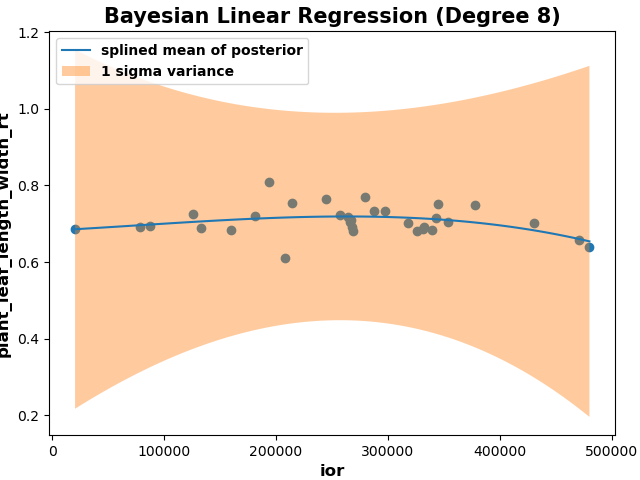 Bayesian Linear Regression (Degree 8)
splined mean of posterior
1 sigma variance
1.2
1.0
0.8
0.6
0.4
0.2
plant_leaf_length_width_rt
0 100000 200000 300000 400000 500000
ior